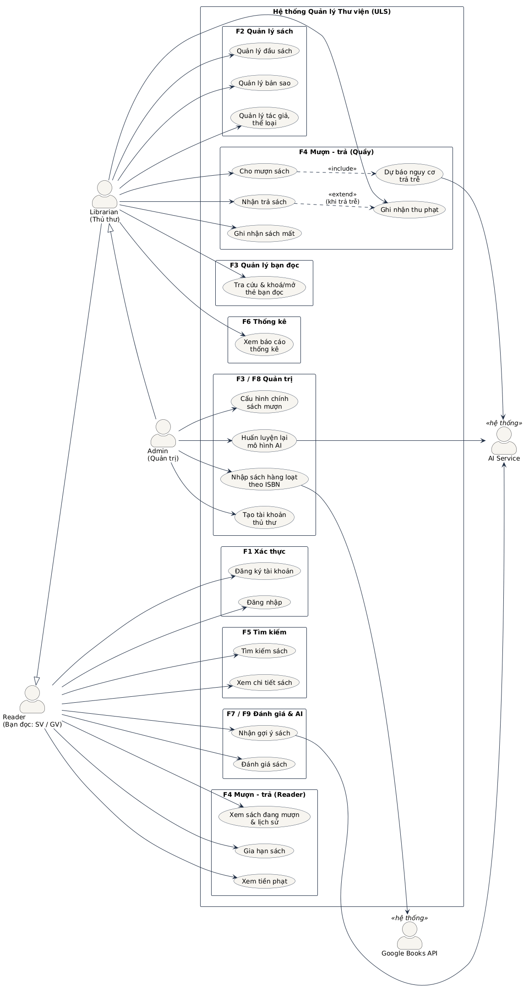 Hệ thống Quản lý Thư viện (ULS)
F2 Quản lý sách
Quản lý đầu sách
Quản lý bản sao
Quản lý tác giả,
thể loại
F4 Mượn - trả (Quầy)
Cho mượn sách
«include»
Dự báo nguy cơ
trả trễ
Nhận trả sách
«extend»
(khi trả trễ)
Ghi nhận thu phạt
Ghi nhận sách mất
Librarian
(Thủ thư)
F3 Quản lý bạn đọc
Tra cứu & khoá/mở
thẻ bạn đọc
F6 Thống kê
Xem báo cáo
thống kê
F3 / F8 Quản trị
Cấu hình chính
sách mượn
Huấn luyện lại
mô hình AI
Nhập sách hàng loạt
theo ISBN
Tạo tài khoản
thủ thư
Admin
(Quản trị)
«hệ thống»
AI Service
F1 Xác thực
Đăng ký tài khoản
Đăng nhập
F5 Tìm kiếm
Tìm kiếm sách
Xem chi tiết sách
Reader
(Bạn đọc: SV / GV)
F7 / F9 Đánh giá & AI
Nhận gợi ý sách
Đánh giá sách
F4 Mượn - trả (Reader)
Xem sách đang mượn
& lịch sử
Gia hạn sách
Xem tiền phạt
«hệ thống»
Google Books API